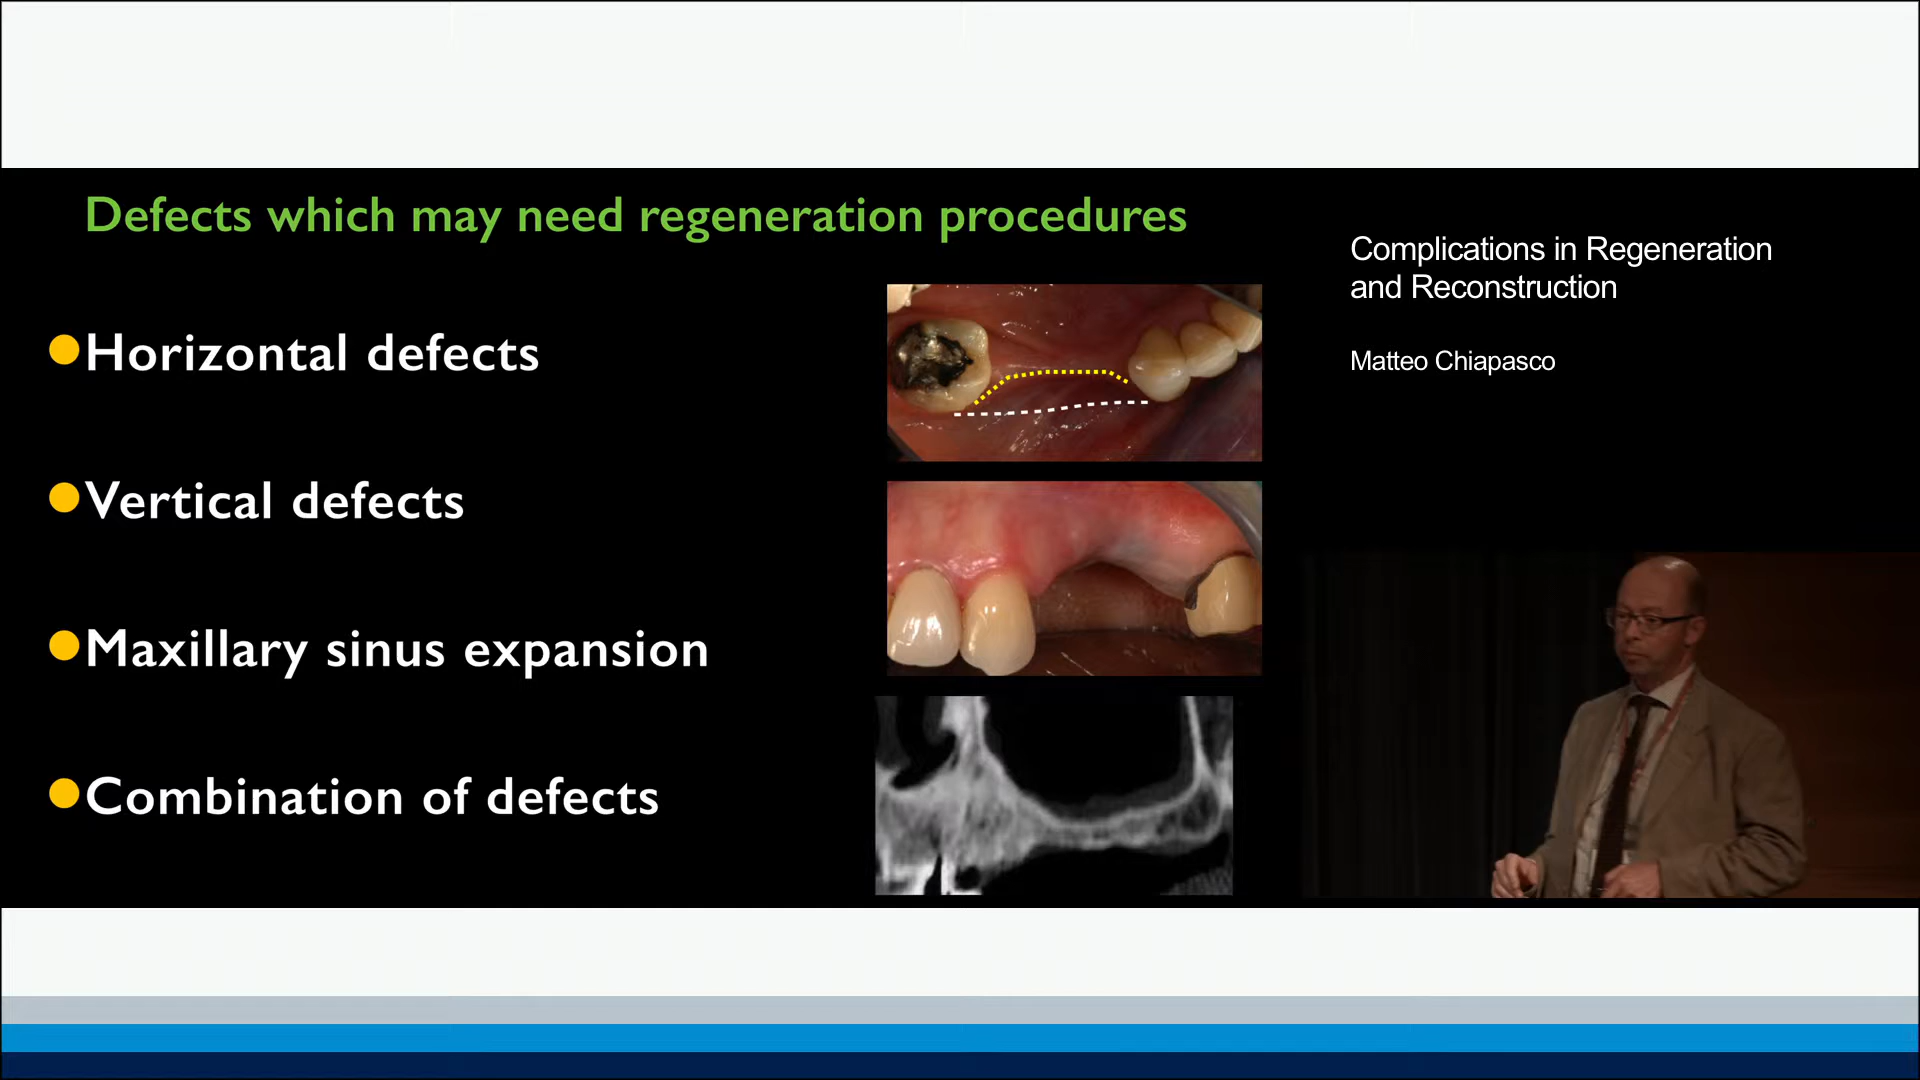 Defects which may need regeneration procedures
Horizontal defects
Vertical defects
Maxillary sinus expansion
Combination of defects
Complications in Regeneration
and Reconstruction
Matteo Chiapasco